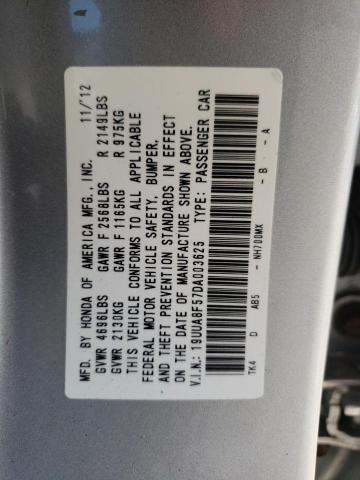 MFD. BY HONDA OF AMERICA MFG., INC. 11/'12
GVWR 4698LBS GAWR F 2568LBS R 2149LBS
GVWR 2130KG GAWR F 1165KG R 975KG
THIS VEHICLE CONFORMS TO ALL APPLICABLE
FEDERAL MOTOR VEHICLE SAFETY, BUMPER,
AND THEFT PREVENTION STANDARDS IN EFFECT
ON THE DATE OF MANUFACTURE SHOWN ABOVE.
V.I.N.: 19UUA8F57DA003625 TYPE: PASSENGER CAR
TK4 D AB5 - NH700MX - B - A